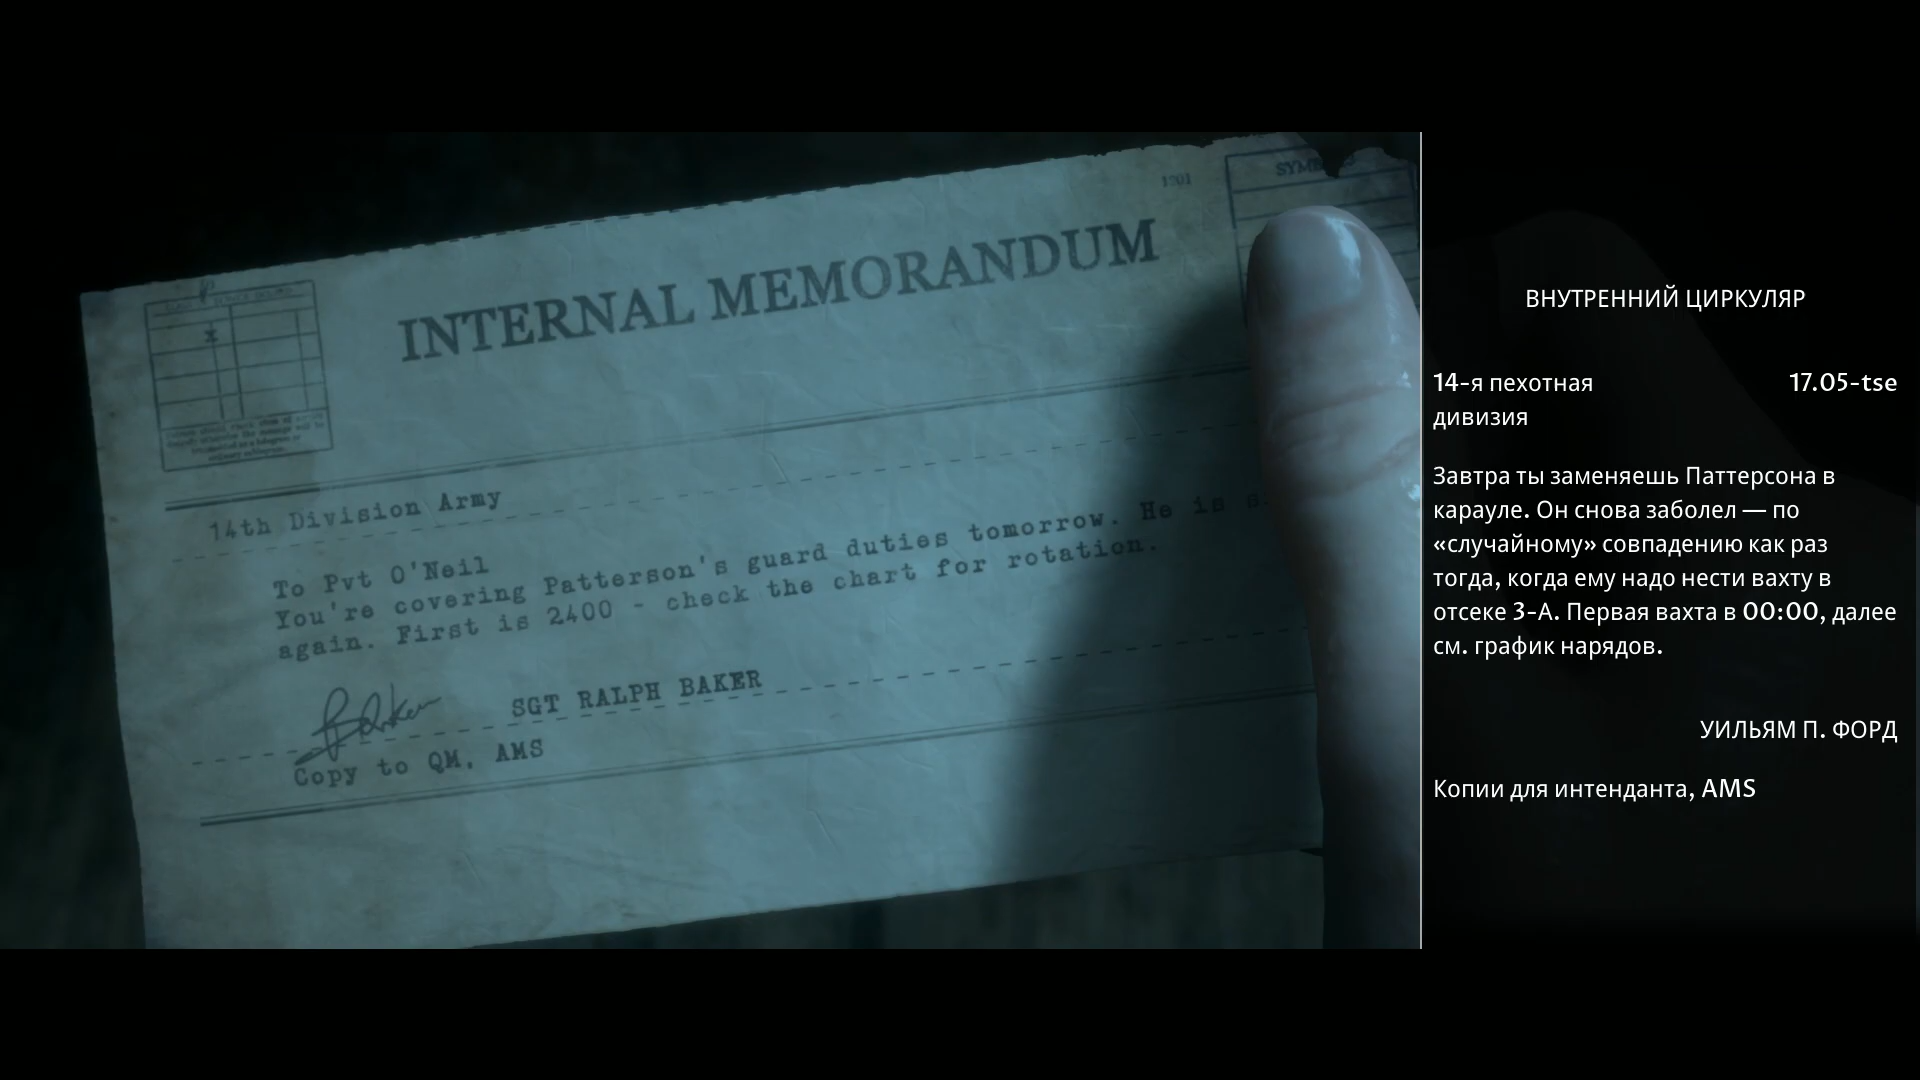 1201
INTERNAL MEMORANDUM
14th Division Army
To Pvt O'Neil
You're covering Patterson's guard duties tomorrow. He is
again. First is 2400 - check the chart for rotation.
Baker
SGT RALPH BAKER
Copy to QM, AMS
ВНУТРЕННИЙ ЦИРКУЛЯР
14-я пехотная 17.05-tse
дивизия
Завтра ты заменяешь Паттерсона в
карауле. Он снова заболел — по
«случайному» совпадению как раз
тогда, когда ему надо нести вахту в
отсеке 3-А. Первая вахта в 00:00, далее
см. график нарядов.
УИЛЬЯМ П. ФОРД
Копии для интенданта, AMS